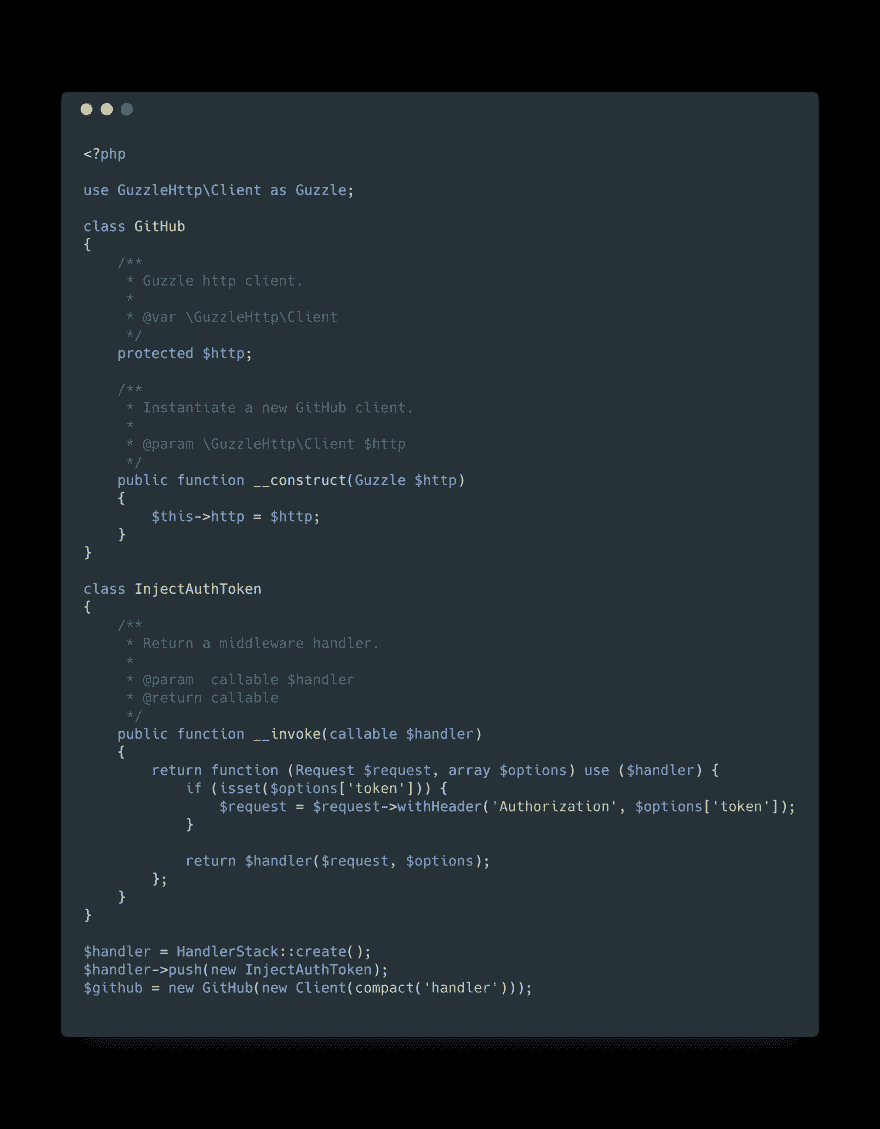 <?php
use GuzzleHttp\Client as Guzzle;
class GitHub
{
/**
* Guzzle http client.
*
* @var \GuzzleHttp\Client
*/
protected $http;
/**
* Instantiate a new GitHub client.
*
* @param \GuzzleHttp\Client $http
*/
public function __construct(Guzzle $http)
{
$this->http = $http;
}
}
class InjectAuthToken
{
/**
* Return a middleware handler.
*
* @param  callable $handler
* @return callable
*/
public function __invoke(callable $handler)
{
return function (Request $request, array $options) use ($handler) {
if (isset($options['token'])) {
$request = $request->withHeader('Authorization', $options['token']);
}
return $handler($request, $options);
};
}
}
$handler = HandlerStack::create();
$handler->push(new InjectAuthToken);
$github = new GitHub(new Client(compact('handler')));